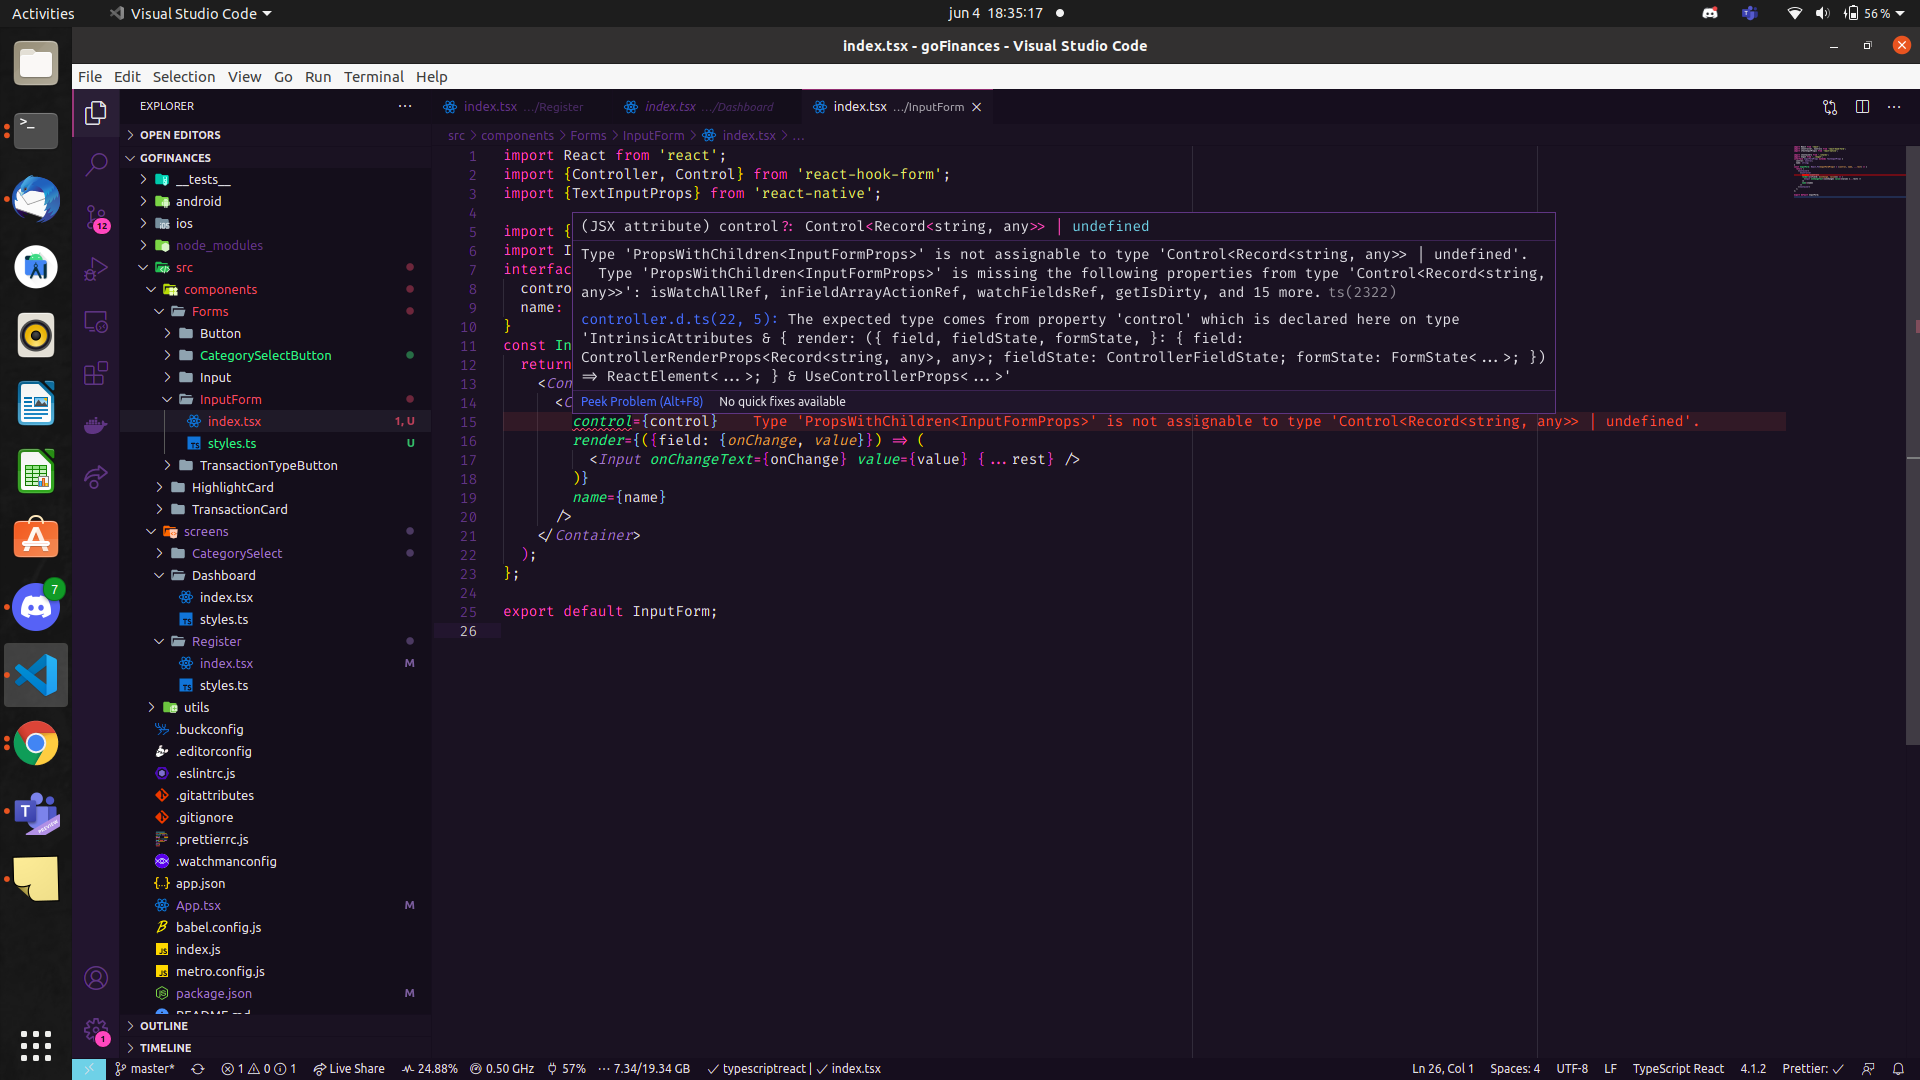 Activities
Visual Studio Code
jun 4 18:35:17
56 %
index.tsx - goFinances - Visual Studio Code
File Edit Selection View Go Run Terminal Help
EXPLORER
index.tsx .../Register
index.tsx .../Dashboard
index.tsx .../InputForm
OPEN EDITORS
src > components > Forms > InputForm > index.tsx > ...
GOFINANCES
__tests__
android
ios
node_modules
src
components
Forms
Button
CategorySelectButton
Input
InputForm
index.tsx 1, U
styles.ts U
TransactionTypeButton
HighlightCard
TransactionCard
screens
CategorySelect
Dashboard
index.tsx
styles.ts
Register
index.tsx M
styles.ts
utils
.buckconfig
.editorconfig
.eslintrc.js
.gitattributes
.gitignore
.prettierrc.js
.watchmanconfig
app.json
App.tsx M
babel.config.js
index.js
metro.config.js
package.json M
README.md
OUTLINE
TIMELINE
12
7
1
1 import React from 'react';
2 import {Controller, Control} from 'react-hook-form';
3 import {TextInputProps} from 'react-native';
4
5 import {
6 import I
7 interfac
8 contro
9 name:
10 }
11 const In
12 return
13 <Con
14 <C
(JSX attribute) control?: Control<Record<string, any>> | undefined
Type 'PropsWithChildren<InputFormProps>' is not assignable to type 'Control<Record<string, any>> | undefined'.
Type 'PropsWithChildren<InputFormProps>' is missing the following properties from type 'Control<Record<string,
any>>': isWatchAllRef, inFieldArrayActionRef, watchFieldsRef, getIsDirty, and 15 more. ts(2322)
controller.d.ts(22, 5): The expected type comes from property 'control' which is declared here on type
'IntrinsicAttributes & { render: ({ field, fieldState, formState, }: { field:
ControllerRenderProps<Record<string, any>, any>; fieldState: ControllerFieldState; formState: FormState<...>; })
=> ReactElement<...>; } & UseControllerProps<...>'
Peek Problem (Alt+F8) No quick fixes available
15 control={control} Type 'PropsWithChildren<InputFormProps>' is not assignable to type 'Control<Record<string, any>> | undefined'.
16 render={({field: {onChange, value}}) => (
17 <Input onChangeText={onChange} value={value} {...rest} />
18 )}
19 name={name}
20 />
21 </Container>
22 );
23 };
24
25 export default InputForm;
26
master* 1 0 1 Live Share 24.88% 0.50 GHz 57% 7.34/19.34 GB typescriptreact | index.tsx
Ln 26, Col 1 Spaces: 4 UTF-8 LF TypeScript React 4.1.2 Prettier: